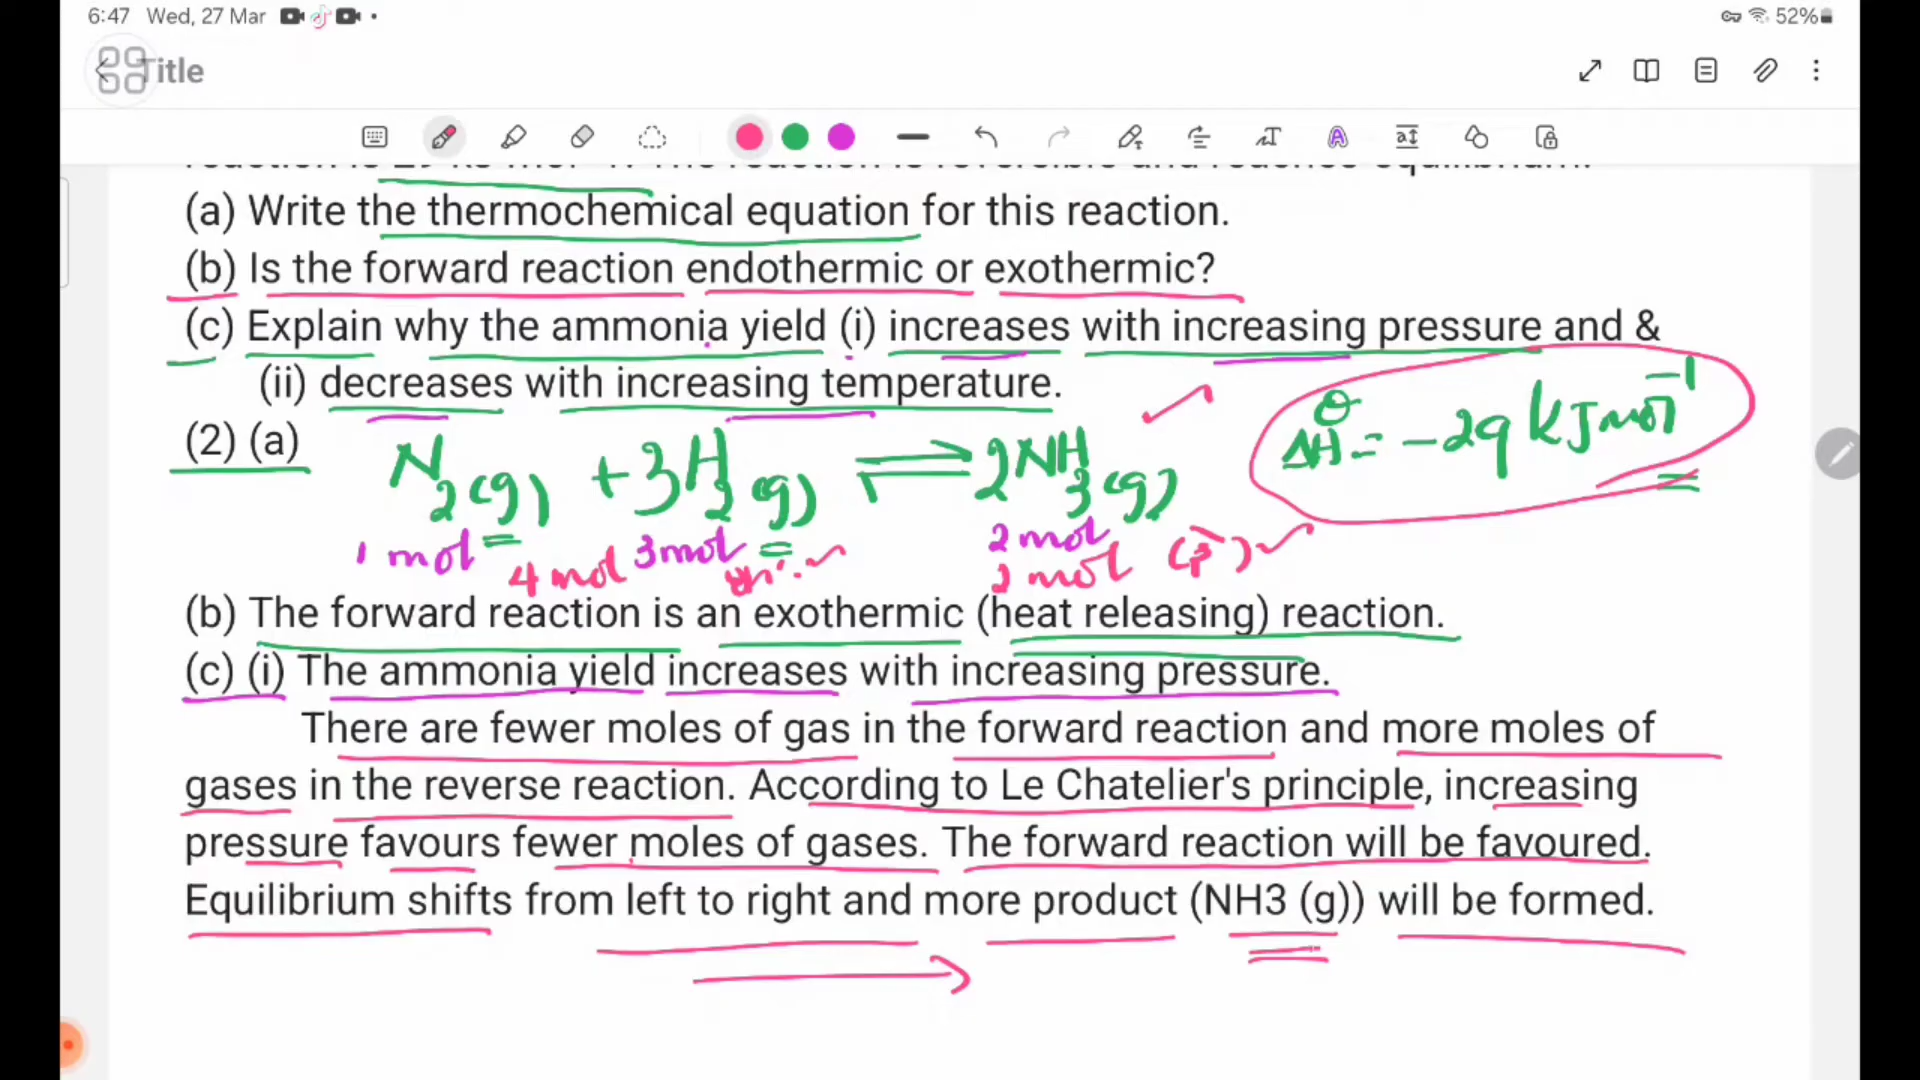 6:47 Wed, 27 Mar
52%
Title
(a) Write the thermochemical equation for this reaction.
(b) Is the forward reaction endothermic or exothermic?
(c) Explain why the ammonia yield (i) increases with increasing pressure and &
(ii) decreases with increasing temperature.
(2) (a) N2(g) + 3H2(g) ⇌ 2NH3(g) ΔH⦵ = -29 kJ mol⁻¹
1 mol 3 mol 2 mol
4 mol 2 mol
(b) The forward reaction is an exothermic (heat releasing) reaction.
(c) (i) The ammonia yield increases with increasing pressure.
There are fewer moles of gas in the forward reaction and more moles of
gases in the reverse reaction. According to Le Chatelier's principle, increasing
pressure favours fewer moles of gases. The forward reaction will be favoured.
Equilibrium shifts from left to right and more product (NH3 (g)) will be formed.